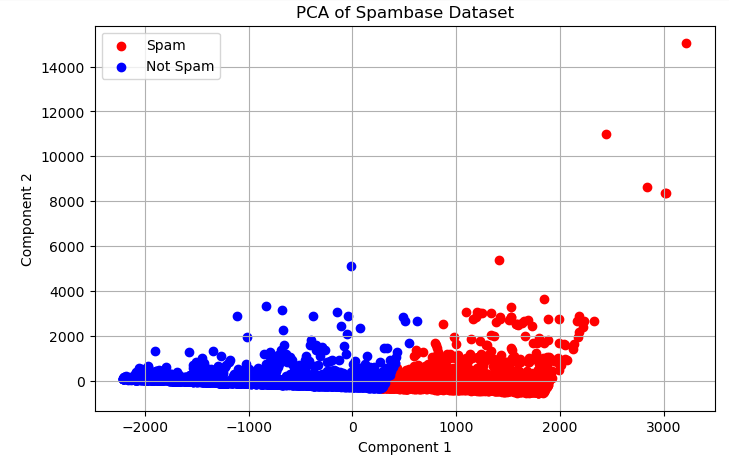 PCA of Spambase Dataset
Spam
Not Spam
14000
12000
10000
8000
6000
4000
2000
0
Component 2
−2000
−1000
0
1000
2000
3000
Component 1